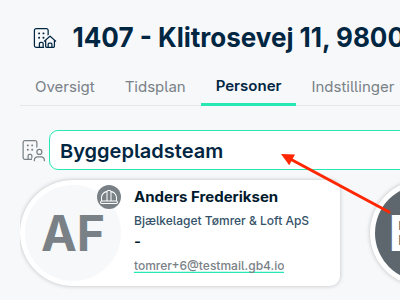 1407 - Klitrosevej 11, 9800
Oversigt Tidsplan Personer Indstillinger
Byggepladsteam
AF
Anders Frederiksen
Bjælkelaget Tømrer & Loft ApS
-
tomrer+6@testmail.gb4.io